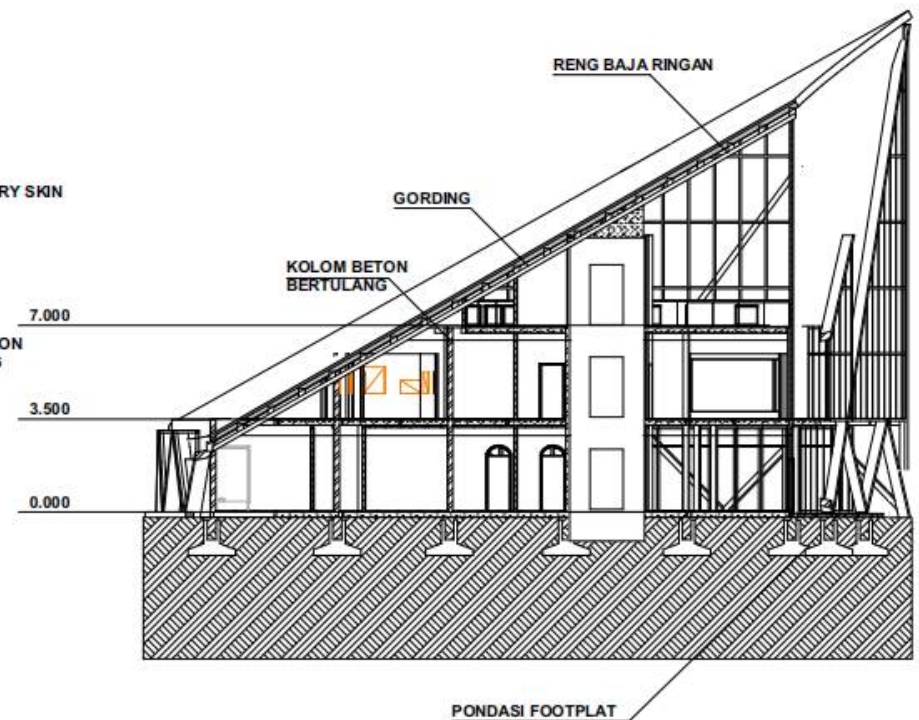 RENG BAJA RINGAN
RY SKIN
GORDING
KOLOM BETON
BERTULANG
7.000
ON
3.500
0.000
PONDASI FOOTPLAT